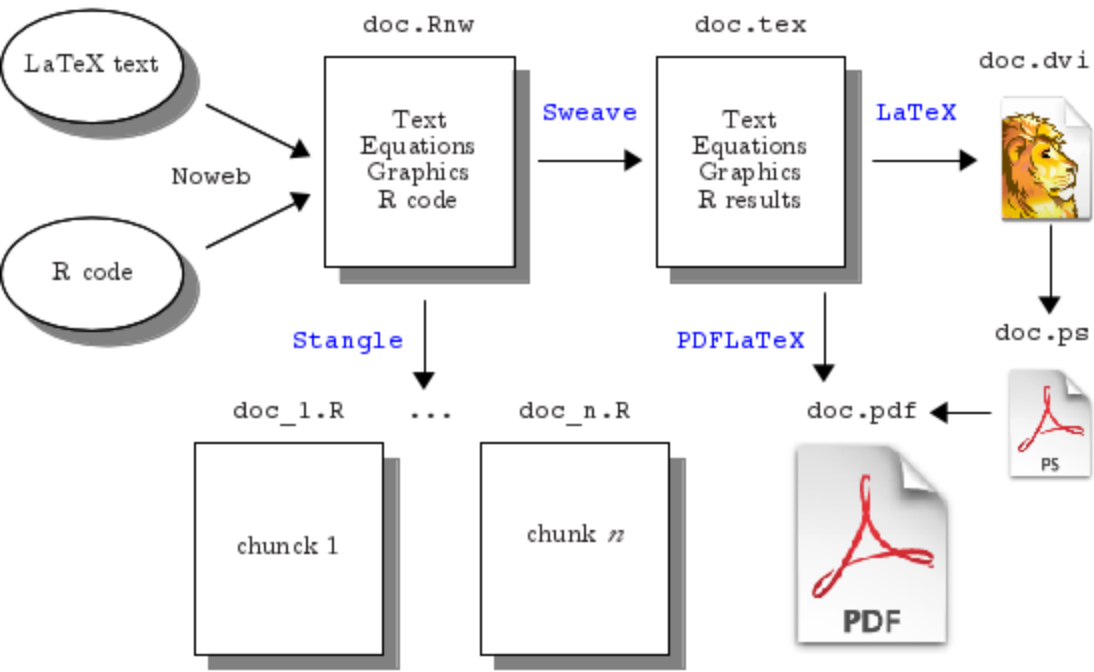 doc.Rnw
doc.tex
doc.dvi
LaTeX text
Text
Equations
Graphics
R code
Sweave
Text
Equations
Graphics
R results
LaTeX
Noweb
R code
Stangle
PDFLaTeX
doc.ps
doc_1.R
...
doc_n.R
doc.pdf
PS
chunck 1
chunk n
PDF